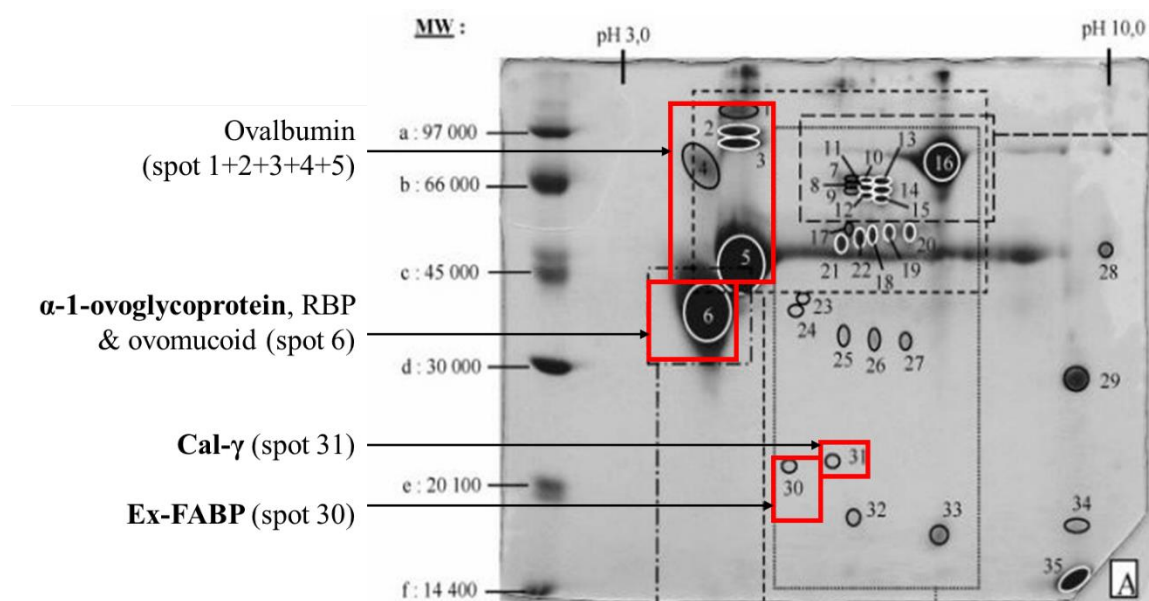 MW :
pH 3,0
pH 10,0
a : 97 000
b : 66 000
c : 45 000
d : 30 000
e : 20 100
f : 14 400
Ovalbumin
(spot 1+2+3+4+5)
α-1-ovoglycoprotein, RBP
& ovomucoid (spot 6)
Cal-γ (spot 31)
Ex-FABP (spot 30)
1
2
3
4
5
6
7
8
9
10
11
12
13
14
15
16
17
18
19
20
21
22
23
24
25
26
27
28
29
30
31
32
33
34
35
A